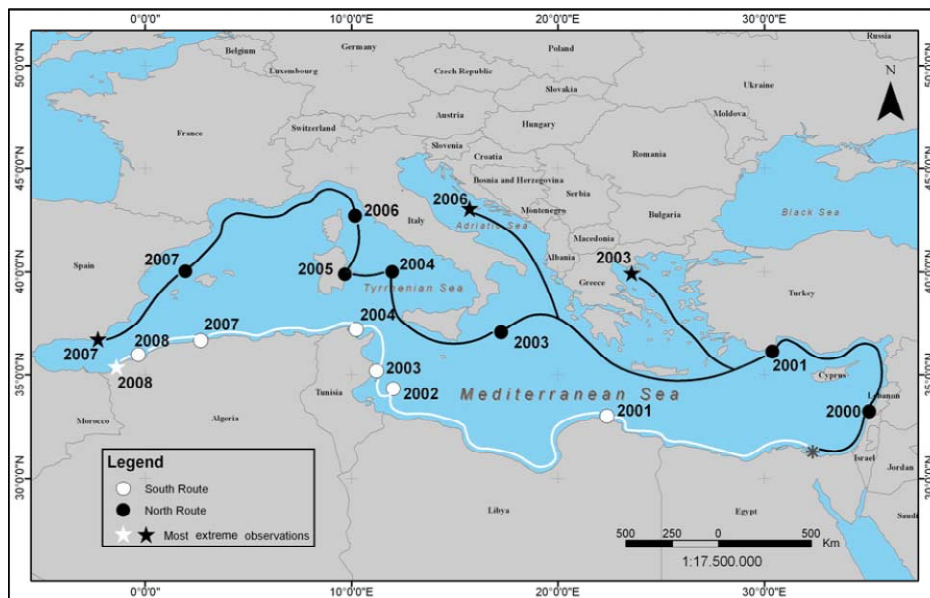 0°0'0" 10°0'0"E 20°0'0"E 30°0'0"E
Russia
50°0'0"N
Belgium
Germany
Poland
50°0'0"N
Luxembourg
Czech Republic
Ukraine
N
Slovakia
France
Austria
Moldova
Switzerland
Hungary
Slovenia
Romania
45°0'0"N
Croatia
45°0'0"N
Bosnia and Herzegovina
2006
Serbia
2006
Italy
Montenegro
Bulgaria
Black Sea
Adriatic Sea
Macedonia
2007
Spain
2003
Albania
40°0'0"N
2005
2004
40°0'0"N
Tyrrhenian Sea
Greece
Turkey
2004
2007
2008
2007
2003
2001
2008
2003
Cyprus
35°0'0"N
Mediterranean Sea
35°0'0"N
Tunisia
2002
Lebanon
Morocco
Algeria
2001
2000
Israel
Jordan
30°0'0"N
30°0'0"N
Legend
South Route
North Route
Most extreme observations
Libya
Egypt
Saudi
500 250 0 500
Km
1:17.500.000
0°0'0" 10°0'0"E 20°0'0"E 30°0'0"E